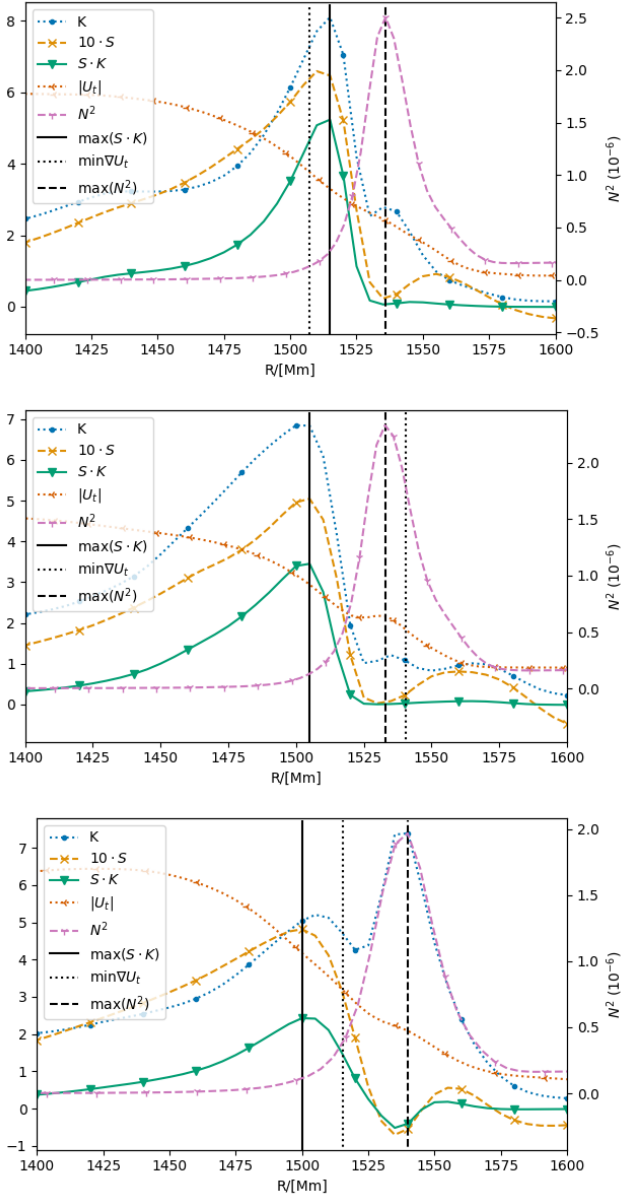 8
6
4
2
0
K
10 · S
S · K
|U_t|
N^2
max(S · K)
min∇U_t
max(N^2)
2.5
2.0
1.5
1.0
0.5
0.0
−0.5
N^2 (10^{-6})
1400 1425 1450 1475 1500 1525 1550 1575 1600
R/[Mm]
7
6
5
4
3
2
1
0
K
10 · S
S · K
|U_t|
N^2
max(S · K)
min∇U_t
max(N^2)
2.0
1.5
1.0
0.5
0.0
N^2 (10^{-6})
1400 1425 1450 1475 1500 1525 1550 1575 1600
R/[Mm]
7
6
5
4
3
2
1
0
−1
K
10 · S
S · K
|U_t|
N^2
max(S · K)
min∇U_t
max(N^2)
2.0
1.5
1.0
0.5
0.0
N^2 (10^{-6})
1400 1425 1450 1475 1500 1525 1550 1575 1600
R/[Mm]